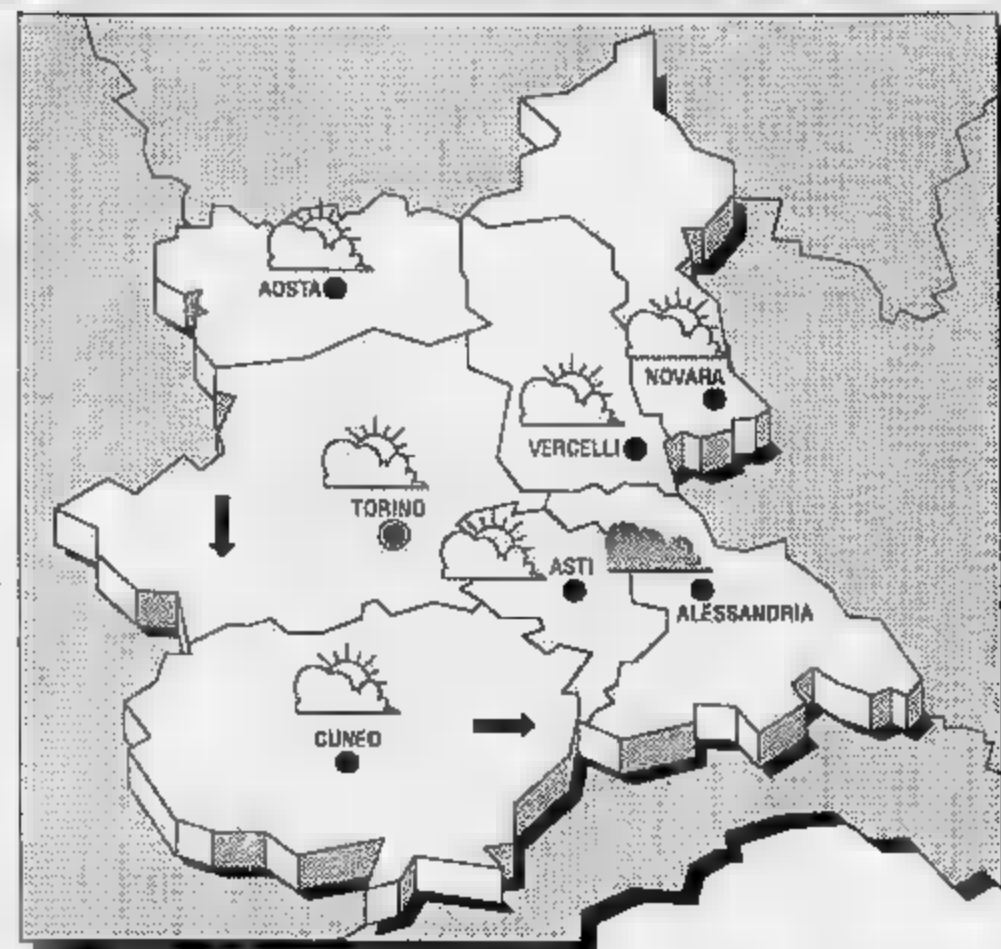 AOSTA
NOVARA
VERCELLI
TORINO
ASTI
ALESSANDRIA
CUNEO